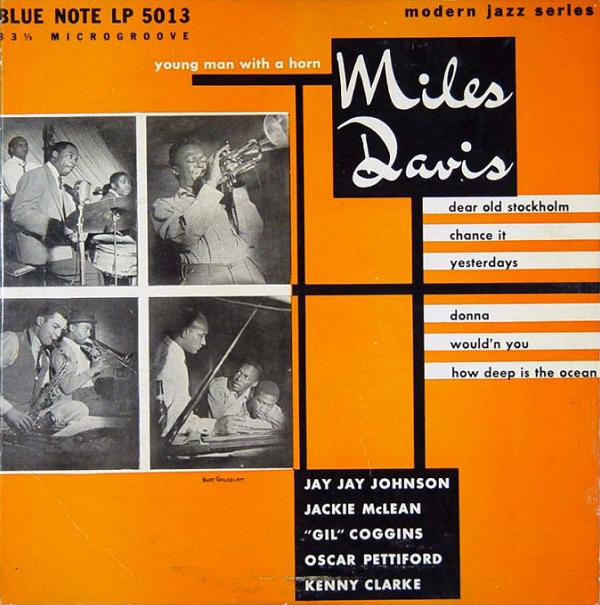 BLUE NOTE LP 5013
modern jazz series
33⅓ MICROGROOVE
young man with a horn
Miles
Davis
dear old stockholm
chance it
yesterdays
donna
would'n you
how deep is the ocean
BURT GOLDBLATT
JAY JAY JOHNSON
JACKIE McLEAN
"GIL" COGGINS
OSCAR PETTIFORD
KENNY CLARKE